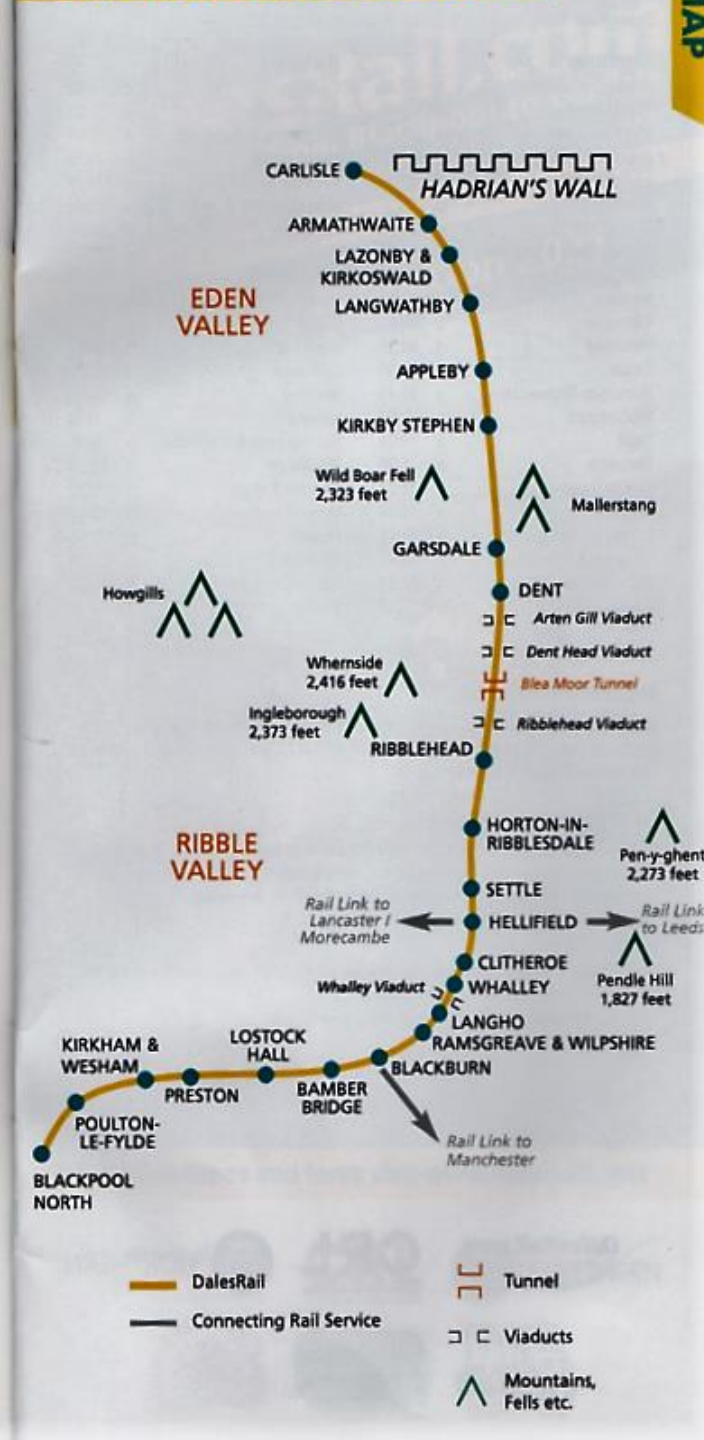 MAP
CARLISLE
HADRIAN'S WALL
ARMATHWAITE
LAZONBY &
KIRKOSWALD
EDEN
VALLEY
LANGWATHBY
APPLEBY
KIRKBY STEPHEN
Wild Boar Fell
2,323 feet
Mallerstang
GARSDALE
Howgills
DENT
Arten Gill Viaduct
Dent Head Viaduct
Whernside
2,416 feet
Blea Moor Tunnel
Ingleborough
2,373 feet
Ribblehead Viaduct
RIBBLEHEAD
RIBBLE
VALLEY
HORTON-IN-
RIBBLESDALE
Pen-y-ghent
2,273 feet
SETTLE
Rail Link to
Lancaster /
Morecambe
HELLIFIELD
Rail Link
to Leeds
CLITHEROE
Pendle Hill
1,827 feet
Whalley Viaduct
WHALLEY
LANGHO
RAMSGREAVE & WILPSHIRE
BLACKBURN
KIRKHAM &
WESHAM
LOSTOCK
HALL
PRESTON
BAMBER
BRIDGE
POULTON-
LE-FYLDE
Rail Link to
Manchester
BLACKPOOL
NORTH
DalesRail
Connecting Rail Service
Tunnel
Viaducts
Mountains,
Fells etc.